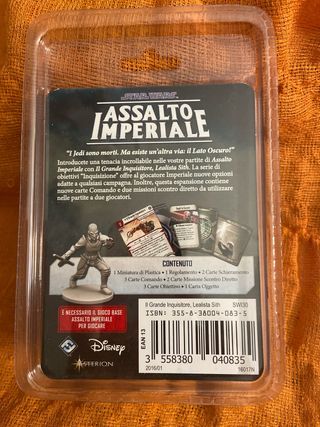 STAR WARS
ASSALTO
IMPERIALE
"I Jedi sono morti. Ma esiste un'altra via: il Lato Oscuro!"
Introducete una tenacia incrollabile nelle vostre partite di Assalto
Imperiale con Il Grande Inquisitore, Lealista Sith. La serie di
obiettivi "Inquisizione" offre al giocatore Imperiale nuove opzioni
adatte a qualsiasi campagna. Inoltre, questa espansione contiene
nuove carte Comando e due missioni scontro diretto da utilizzare
nelle partite a due giocatori.
CONTENUTO
1 Miniatura di Plastica • 1 Regolamento • 2 Carte Schieramento
3 Carte Comando • 2 Carte Missione Scontro Diretto
3 Carte Obiettivo • 1 Carta Oggetto
È NECESSARIO IL GIOCO BASE
ASSALTO IMPERIALE
PER GIOCARE
Il Grande Inquisitore, Lealista Sith SWI30
ISBN: 355-8-38004-083-5
EAN 13
3 558380 040835
2016/01 16017N
Disney
ASTERION